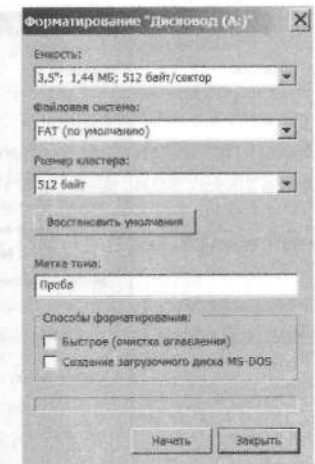 Форматирование "Дисковод (A:)"
Емкость:
3,5"; 1,44 МБ; 512 байт/сектор
Файловая система:
FAT (по умолчанию)
Размер кластера:
512 байт
Восстановить умолчания
Метка тома:
Проба
Способы форматирования:
Быстрое (очистка оглавления)
Создание загрузочного диска MS-DOS
Начать
Закрыть